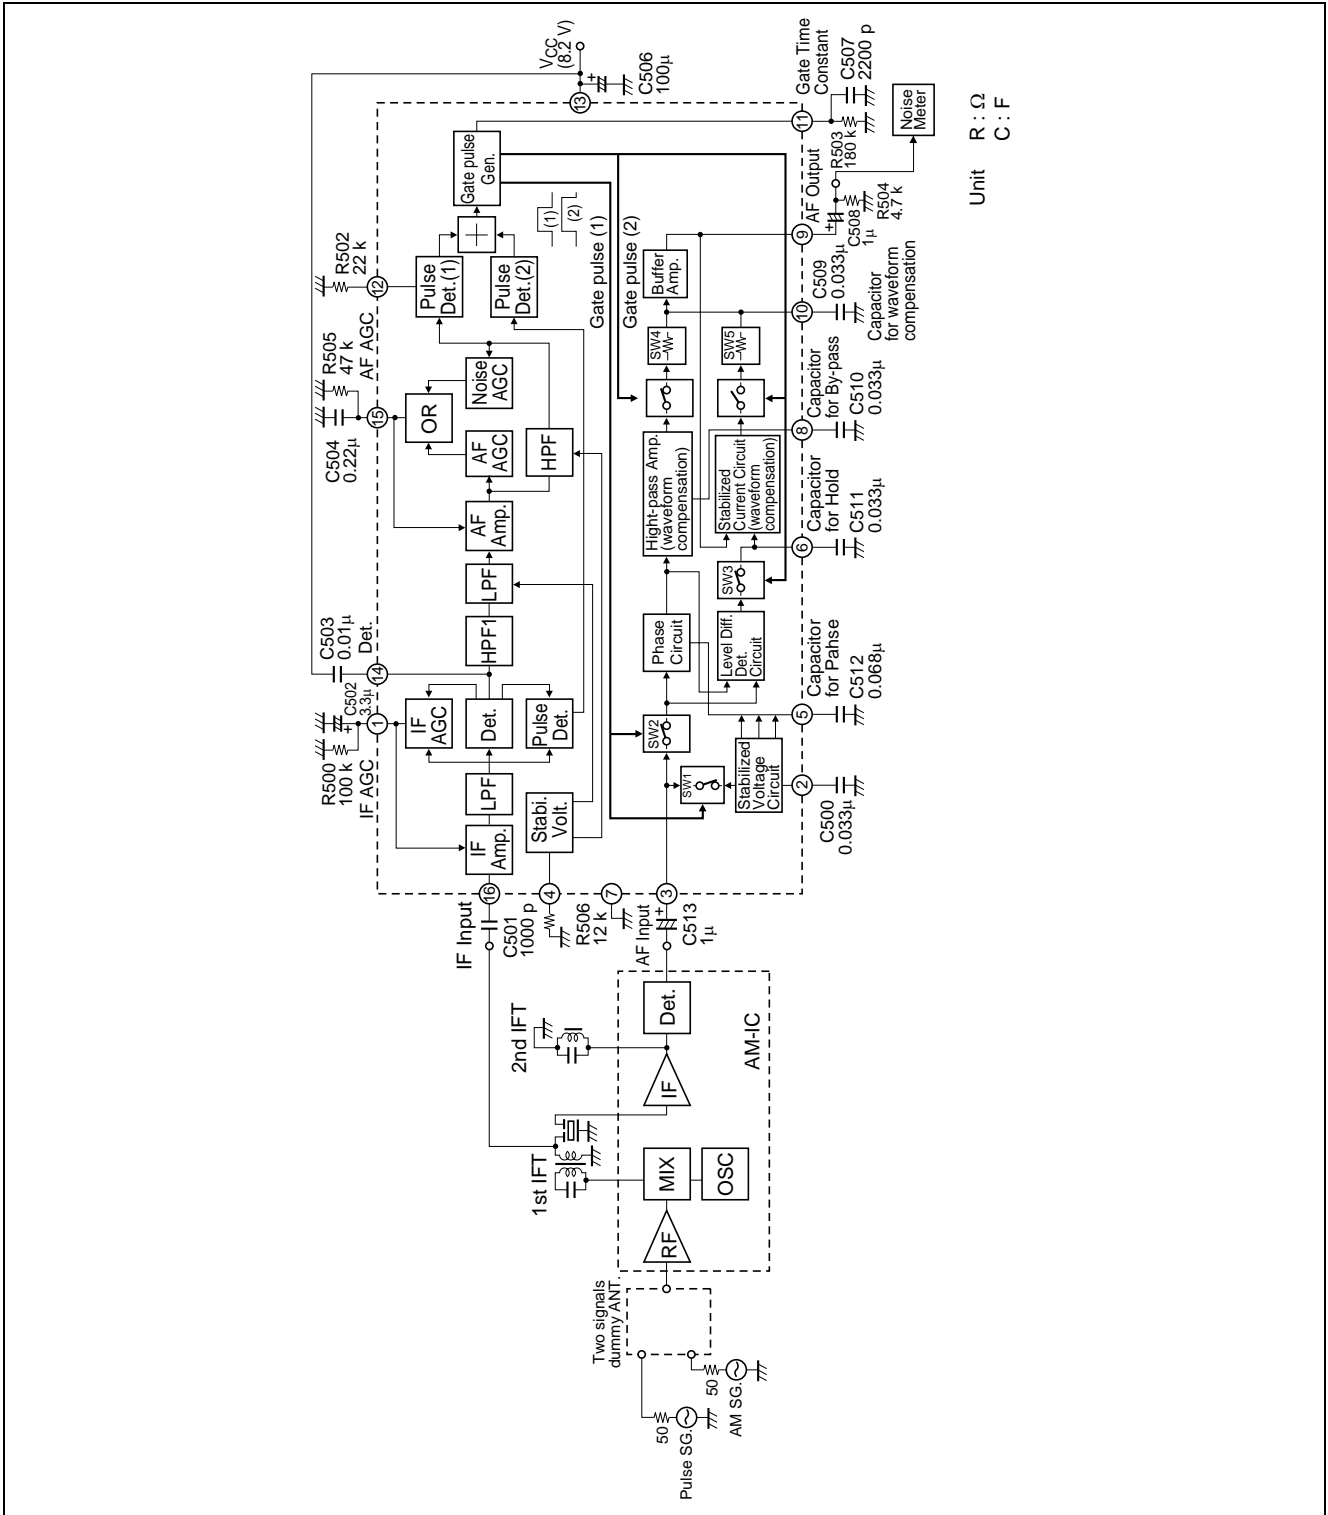 VCC
(8.2 V)
C506
100µ
13
Gate Time
Constant
C507
2200 p
11
R503
180 k
Noise
Meter
Unit R : Ω
C : F
Gate pulse
Gen.
(1)
(2)
R502
22 k
12
Pulse
Det.(1)
Pulse
Det.(2)
Gate pulse (1)
Gate pulse (2)
Buffer
Amp.
9
AF Output
C508
1µ
R504
4.7 k
SW4
SW5
10
C509
0.033µ
Capacitor
for waveform
compensation
R505
47 k
AF AGC
C504
0.22µ
15
OR
Noise
AGC
AF
AGC
HPF
AF
Amp.
LPF
HPF1
Hight-pass Amp.
(waveform
compensation)
Stabilized
Current Circuit
(waveform
compensation)
8
Capacitor
for By-pass
C510
0.033µ
6
Capacitor
for Hold
C511
0.033µ
SW3
Phase
Circuit
Level Diff.
Det.
Circuit
C503
0.01µ
Det.
14
C502
3.3µ
1
R500
100 k
IF AGC
IF
AGC
Det.
Pulse
Det.
LPF
IF
Amp.
Stabi.
Volt.
SW2
SW1
Stabilized
Voltage
Circuit
5
Capacitor
for Pahse
C512
0.068µ
2
C500
0.033µ
16
IF Input
C501
1000 p
4
R506
12 k
7
3
AF Input
C513
1µ
2nd IFT
Det.
IF
AM-IC
1st IFT
MIX
OSC
RF
Two signals
dummy ANT.
50
AM SG.
50
Pulse SG.